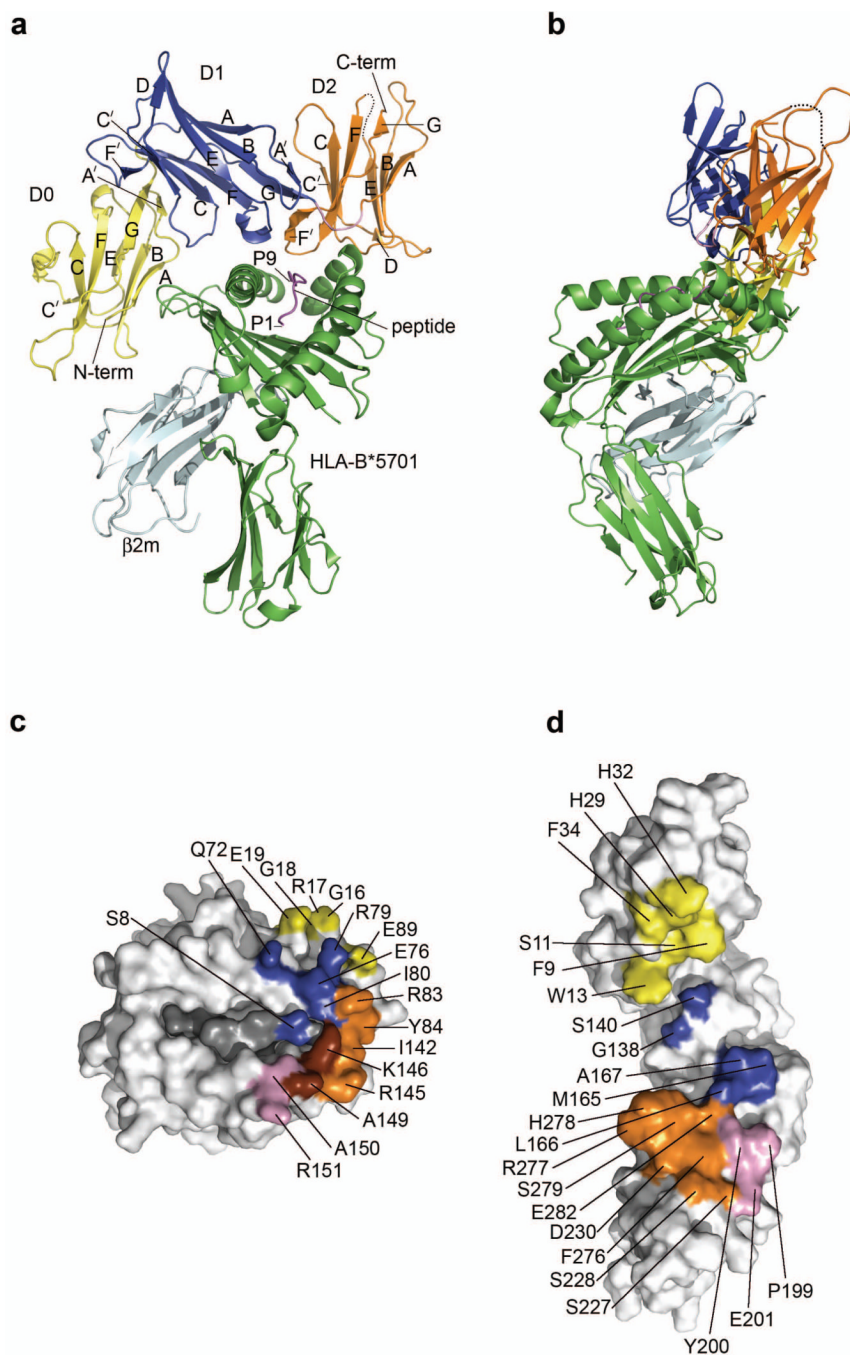 a
b
D1
D2
C-term
D
A
C'
B
C
F
G
F'
E
A'
B
A
A'
F
G
C'
E
D0
C
F'
D
F
G
E
B
C
A
P9
C'
P1
peptide
N-term
HLA-B*5701
β2m
c
d
Q72
E19
G18
R17
G16
R79
E89
S8
E76
I80
R83
Y84
I142
K146
R145
A149
A150
R151
H32
H29
F34
S11
F9
W13
S140
G138
A167
M165
H278
L166
R277
S279
E282
D230
F276
S228
S227
P199
E201
Y200